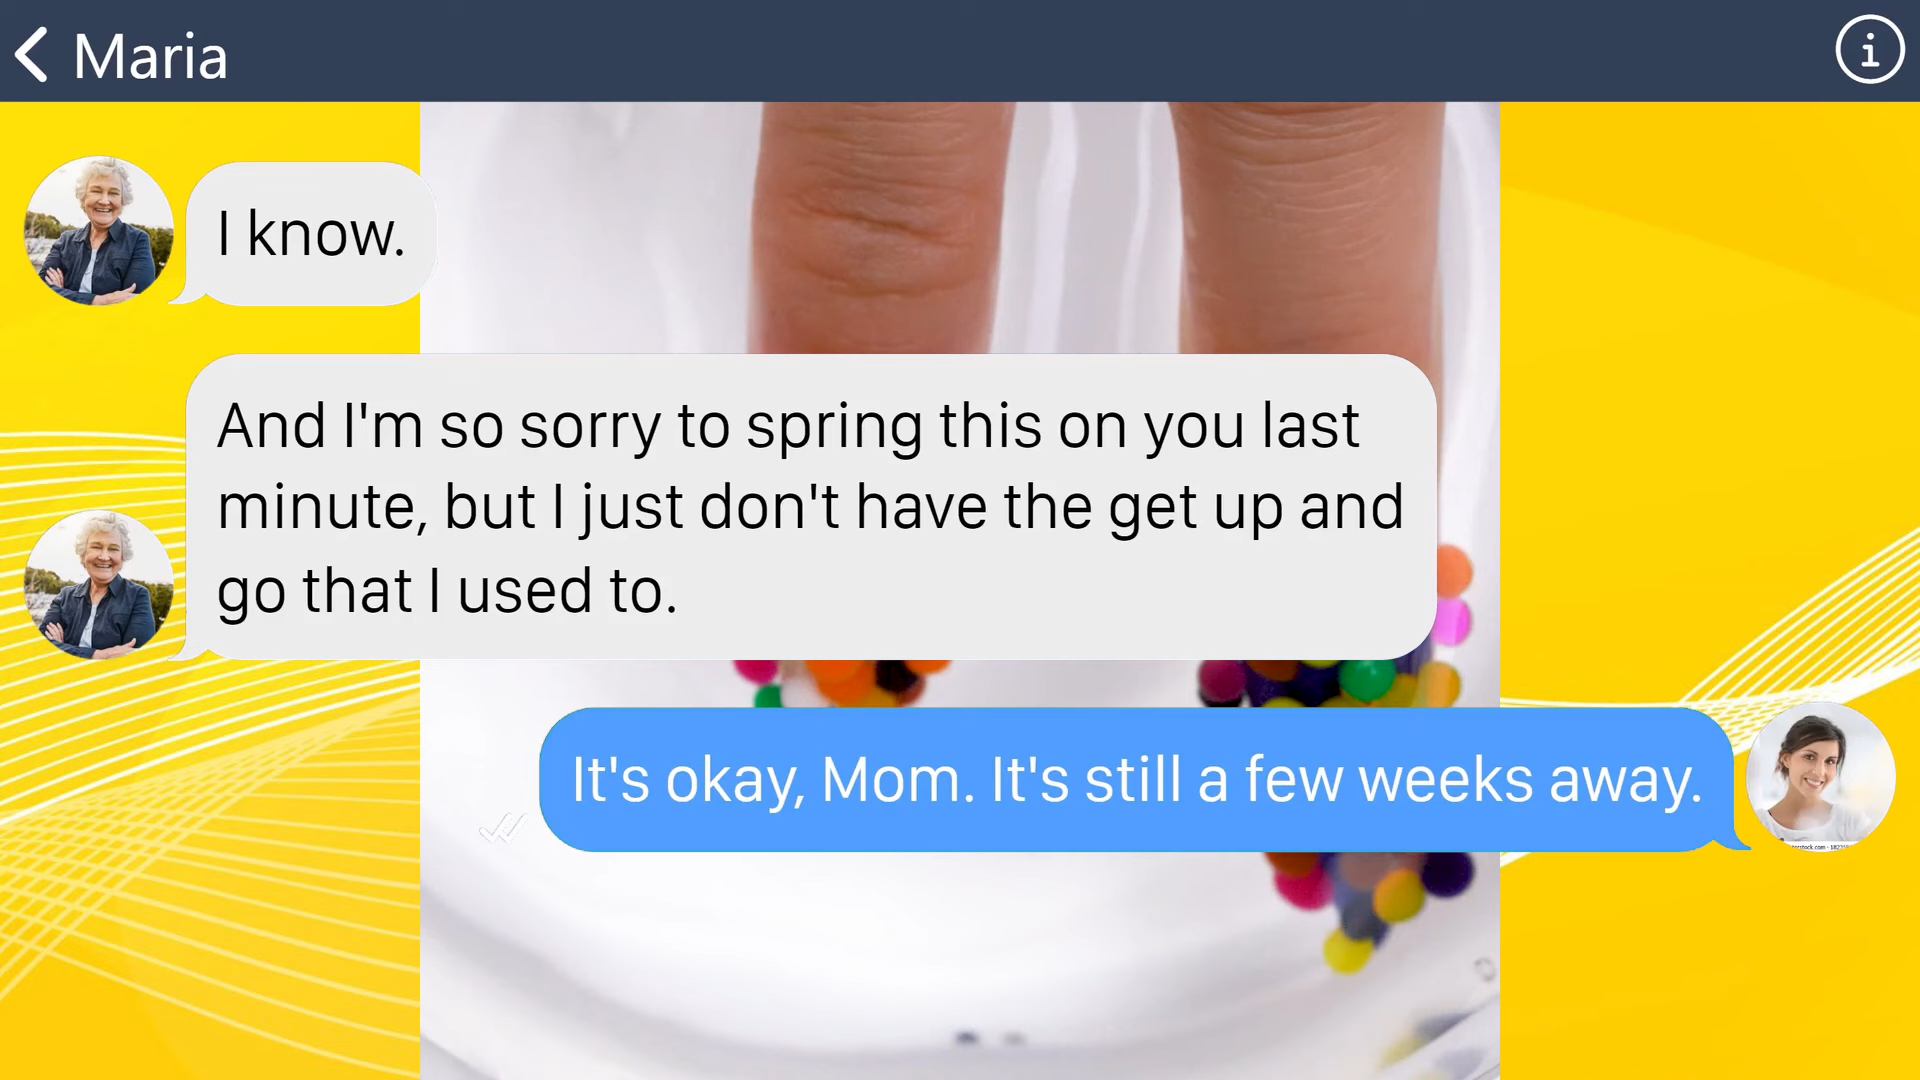 Maria
I know.
And I'm so sorry to spring this on you last
minute, but I just don't have the get up and
go that I used to.
It's okay, Mom. It's still a few weeks away.